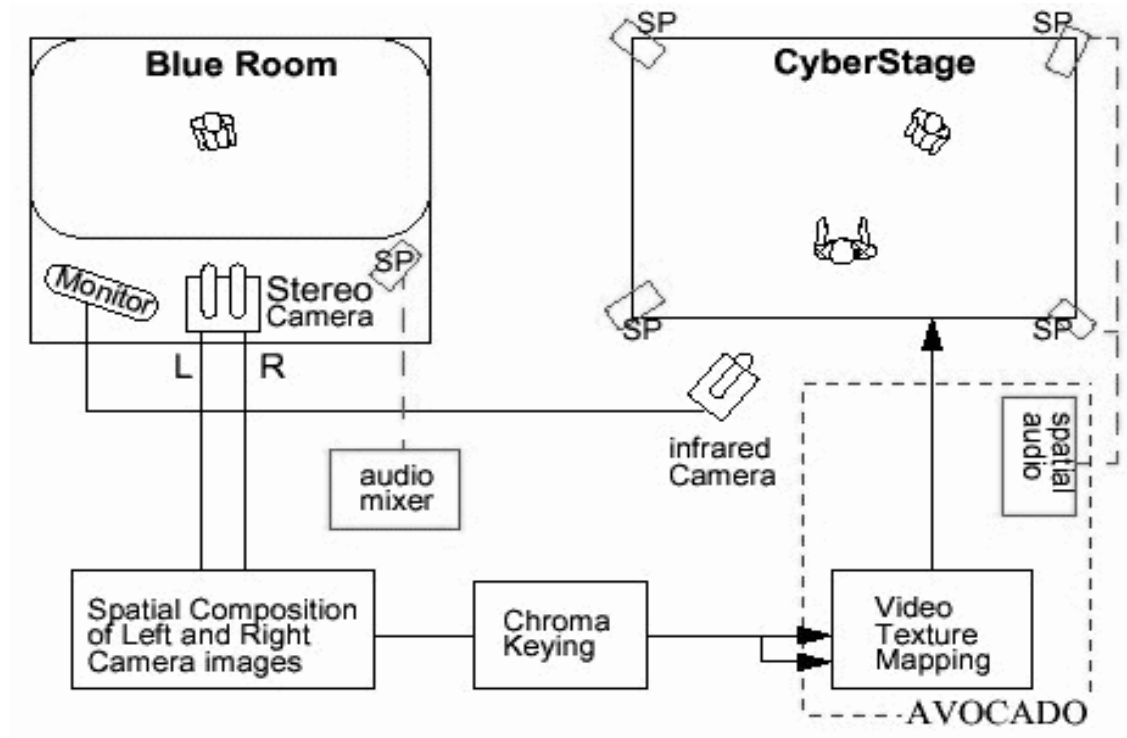 SP
SP
Blue Room
CyberStage
SP
Monitor
Stereo
Camera
SP
SP
L
R
infrared
Camera
spatial
audio
audio
mixer
Spatial Composition
of Left and Right
Camera images
Chroma
Keying
Video
Texture
Mapping
AVOCADO